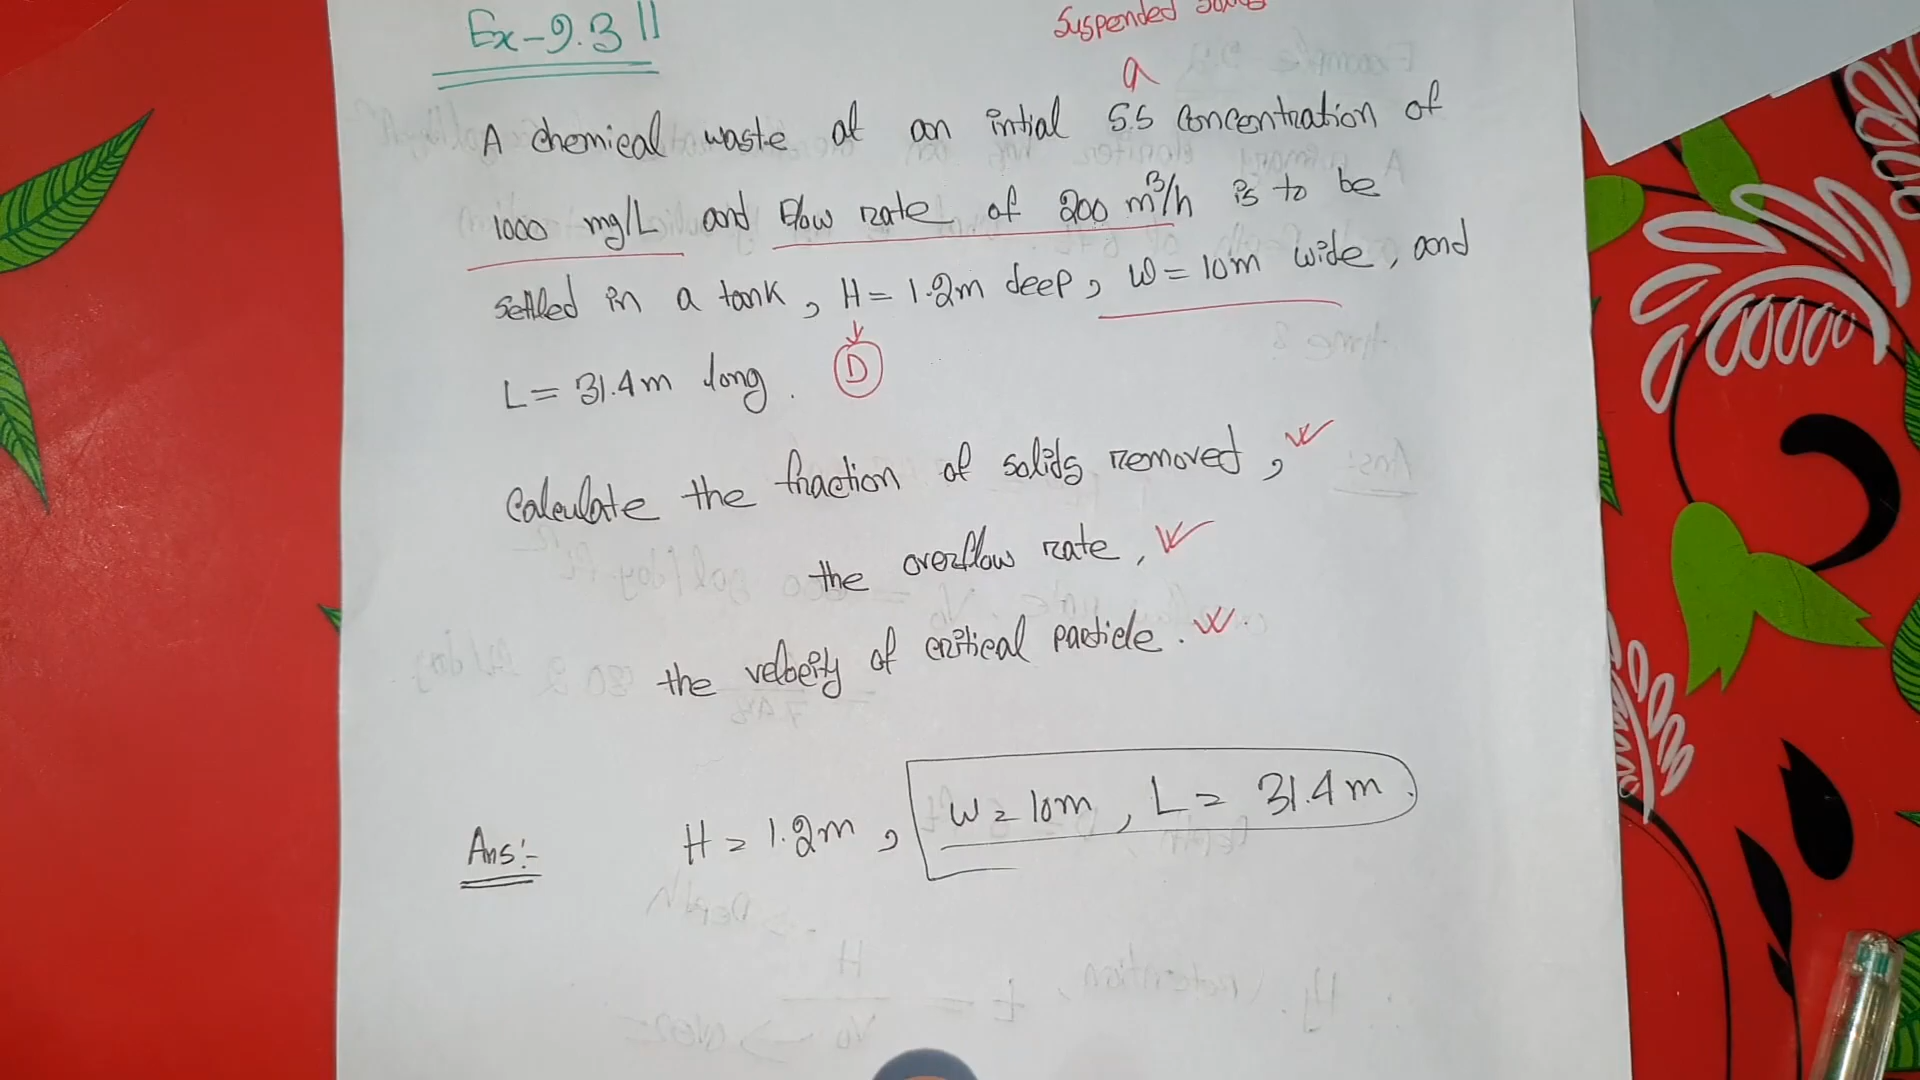 Ex-9.3
Suspended
a
A chemical waste at an intial S.S Concentration of
1000 mg/L and Flow rate of 200 m³/h is to be
settled in a tank, H = 1.2m deep, W = 10m wide, and
L = 31.4m long.
D
Calculate the fraction of solids removed,
the overflow rate,
the velocity of critical particle.
Ans:-
H = 1.2m, W = 10m, L = 31.4m.